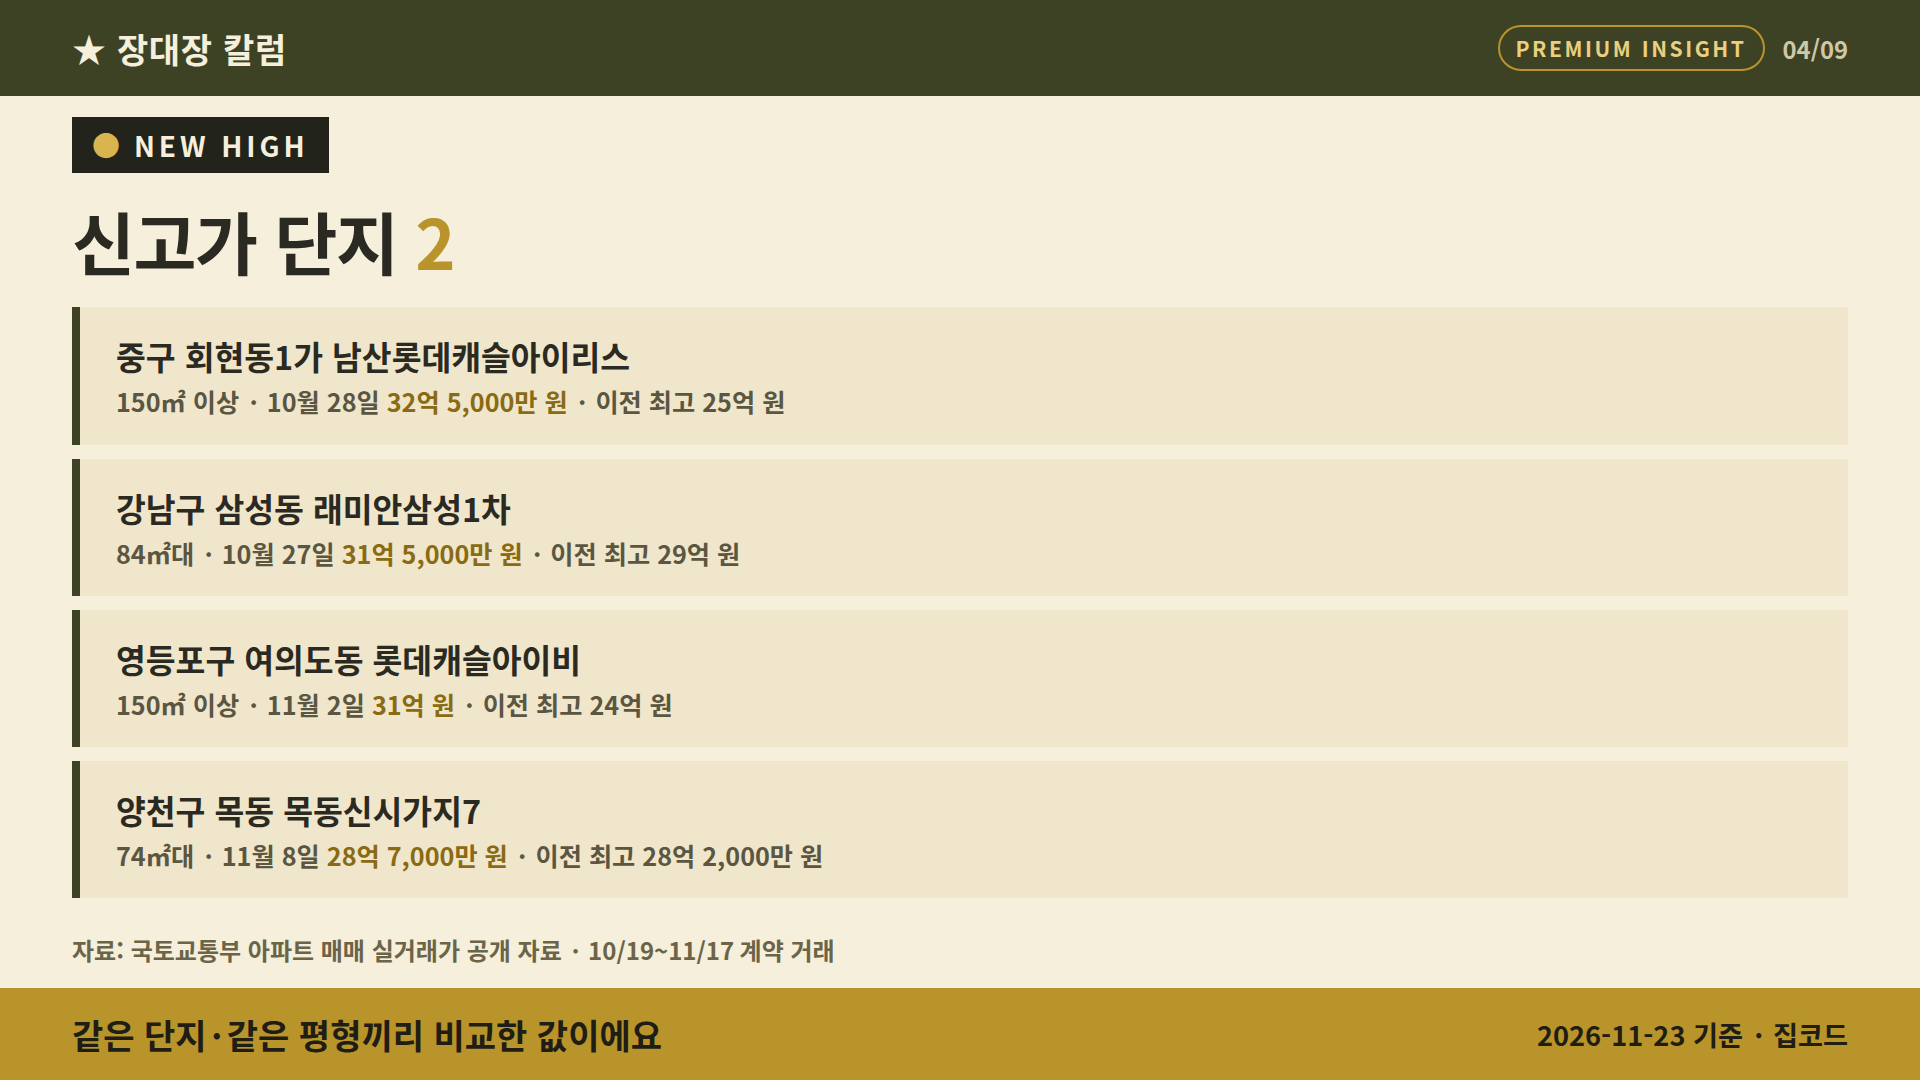 ★ 장대장 칼럼
PREMIUM INSIGHT 04/09
NEW HIGH
신고가 단지 2
중구 회현동1가 남산롯데캐슬아이리스
150㎡ 이상 · 10월 28일 32억 5,000만 원 · 이전 최고 25억 원
강남구 삼성동 래미안삼성1차
84㎡대 · 10월 27일 31억 5,000만 원 · 이전 최고 29억 원
영등포구 여의도동 롯데캐슬아이비
150㎡ 이상 · 11월 2일 31억 원 · 이전 최고 24억 원
양천구 목동 목동신시가지7
74㎡대 · 11월 8일 28억 7,000만 원 · 이전 최고 28억 2,000만 원
자료: 국토교통부 아파트 매매 실거래가 공개 자료 · 10/19~11/17 계약 거래
같은 단지·같은 평형끼리 비교한 값이에요
2026-11-23 기준 · 집코드